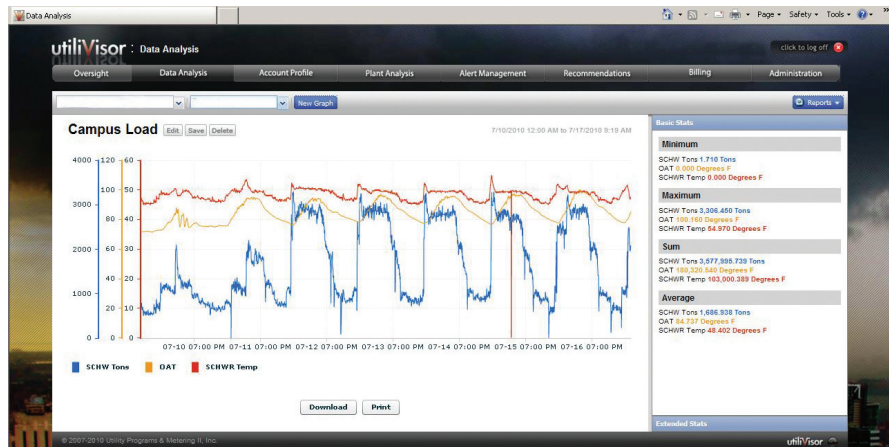 Data Analysis
Page Safety Tools
utiliVisor : Data Analysis
click to log off
Oversight Data Analysis Account Profile Plant Analysis Alert Management Recommendations Billing Administration
New Graph Reports
Campus Load Edit Save Delete 7/10/2010 12:00 AM to 7/17/2010 9:19 AM
4000 120 60
100 50
3000
80 40
2000 60 30
40 20
1000
20 10
0 0 0
07-10 07:00 PM 07-11 07:00 PM 07-12 07:00 PM 07-13 07:00 PM 07-14 07:00 PM 07-15 07:00 PM 07-16 07:00 PM
SCHW Tons OAT SCHWR Temp
Download Print
Basic Stats
Minimum
SCHW Tons 1.710 Tons
OAT 0.000 Degrees F
SCHWR Temp 0.000 Degrees F
Maximum
SCHW Tons 3,306.450 Tons
OAT 100.160 Degrees F
SCHWR Temp 54.970 Degrees F
Sum
SCHW Tons 3,577,995.739 Tons
OAT 180,320.540 Degrees F
SCHWR Temp 103,000.389 Degrees F
Average
SCHW Tons 1,686.938 Tons
OAT 84.737 Degrees F
SCHWR Temp 48.402 Degrees F
Extended Stats
© 2007-2010 Utility Programs & Metering II, Inc.
utiliVisor